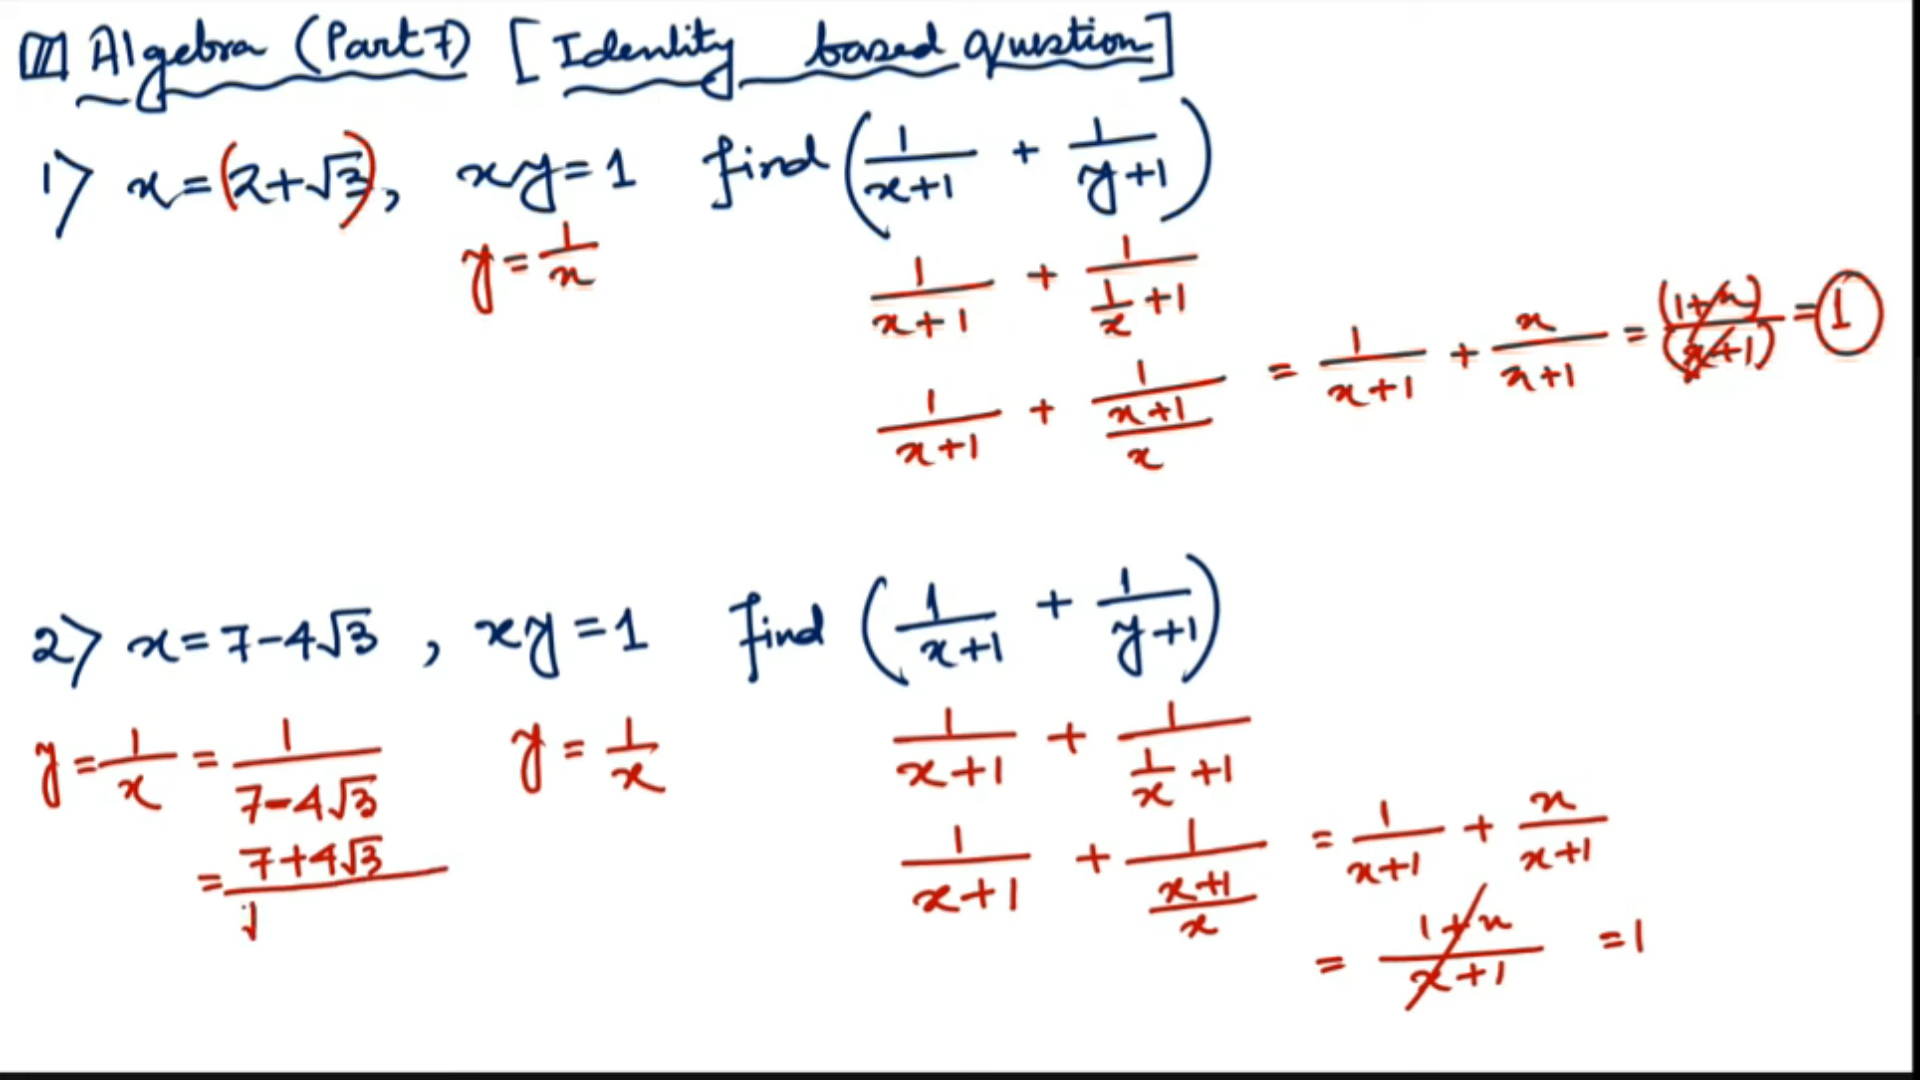 Algebra (Part 7) [Identity based question]
1) x = (2+√3), xy = 1 find (1/(x+1) + 1/(y+1))
y = 1/x
1/(x+1) + 1/(1/x +1)
1/(x+1) + 1/((x+1)/x) = 1/(x+1) + x/(x+1) = (1+x)/(x+1) = 1
2) x = 7-4√3, xy = 1 find (1/(x+1) + 1/(y+1))
y = 1/x = 1/(7-4√3)
y = 1/x
1/(x+1) + 1/(1/x +1)
= (7+4√3)/
1/(x+1) + 1/((x+1)/x) = 1/(x+1) + x/(x+1)
= (1+x)/(x+1) = 1